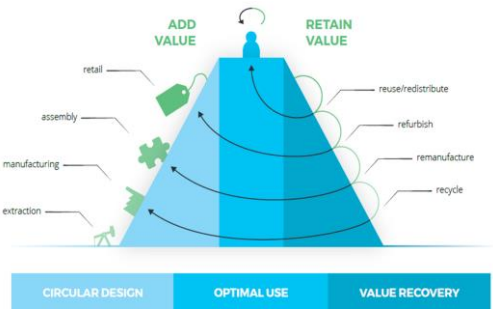 ADD
VALUE
RETAIN
VALUE
retail
assembly
manufacturing
extraction
reuse/redistribute
refurbish
remanufacture
recycle
CIRCULAR DESIGN
OPTIMAL USE
VALUE RECOVERY